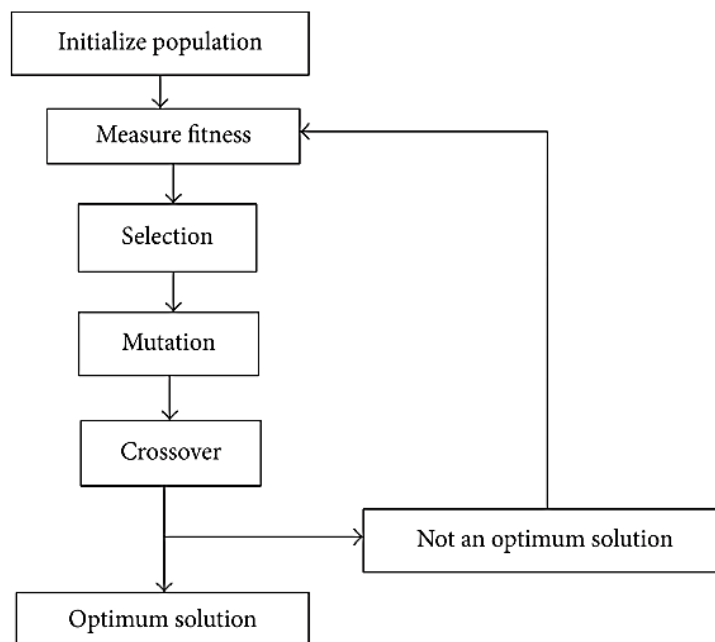 Initialize population
Measure fitness
Selection
Mutation
Crossover
Not an optimum solution
Optimum solution